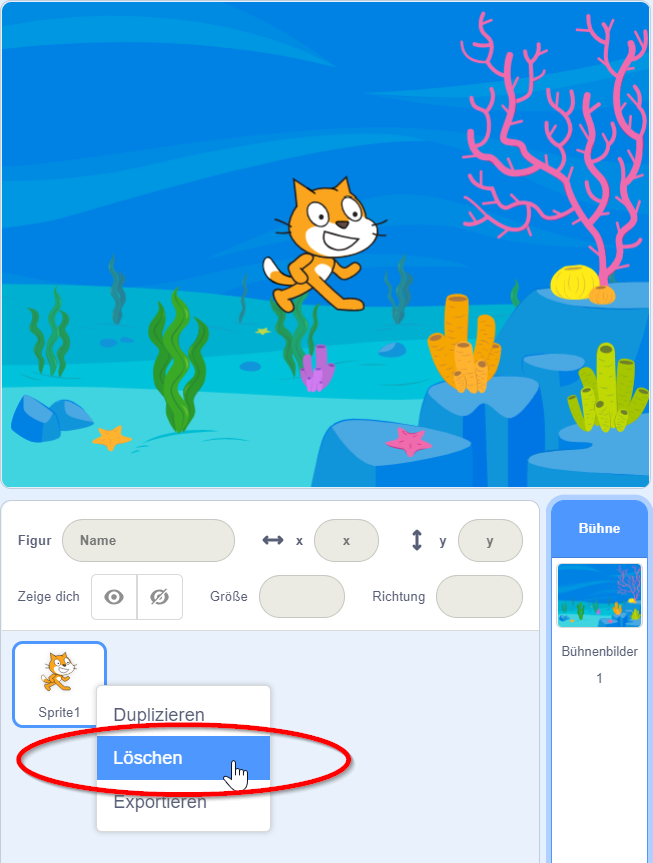 Figur Name x x y y
Zeige dich Größe Richtung
Bühne
Bühnenbilder
1
Sprite1
Duplizieren
Löschen
Exportieren